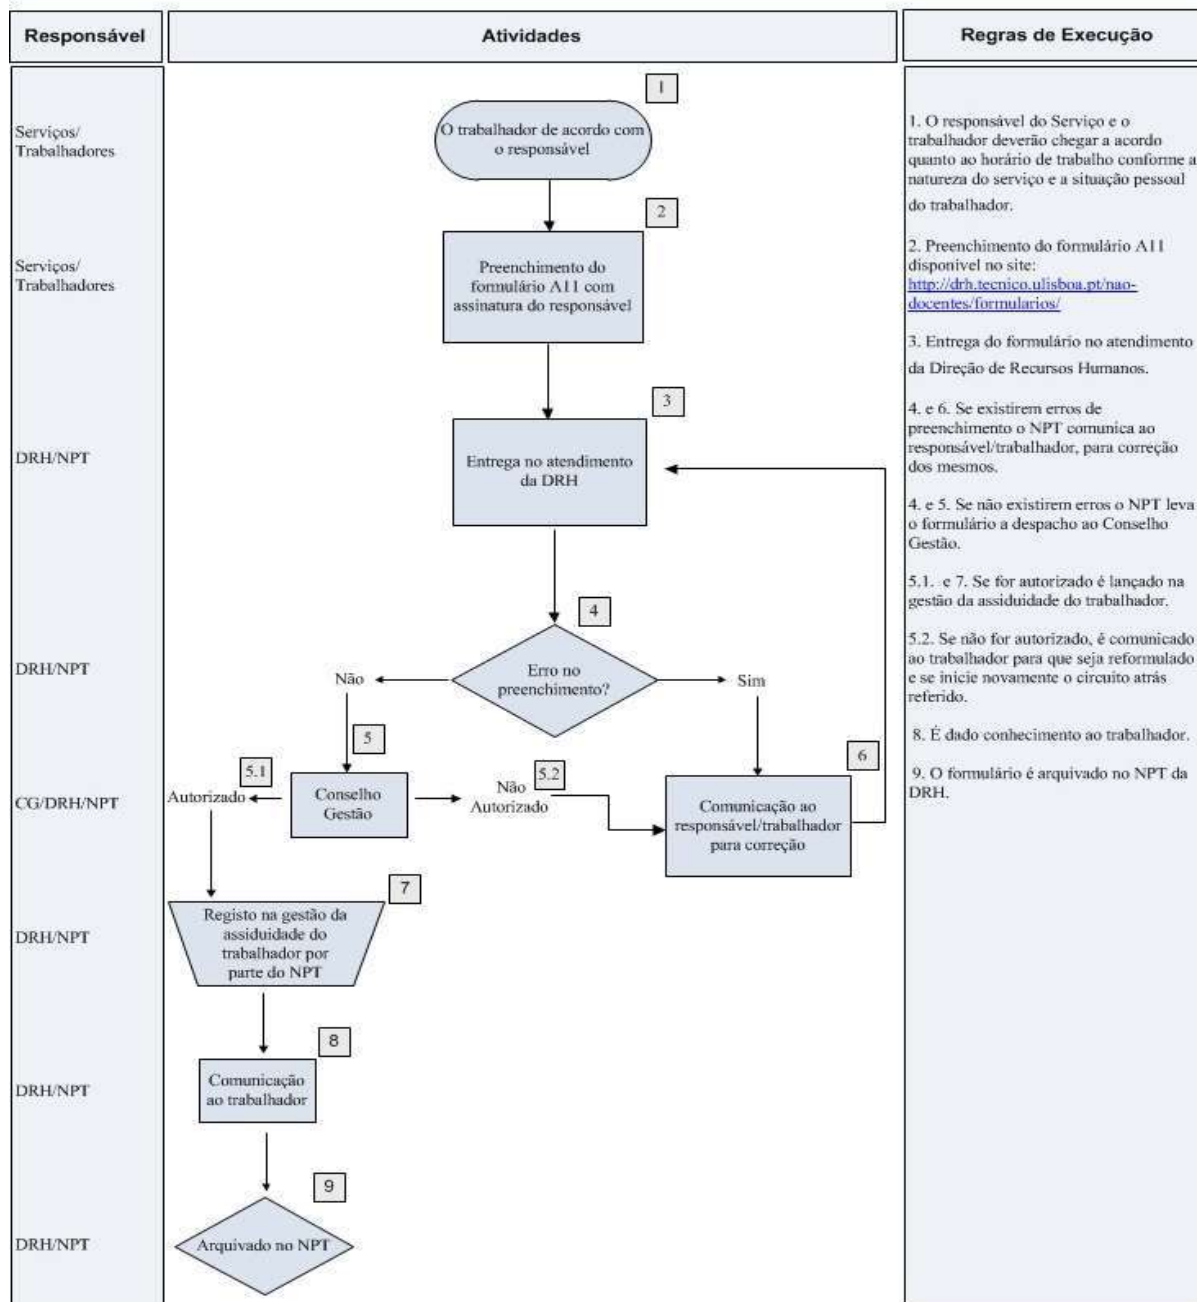 Responsável
Atividades
Regras de Execução
Serviços/
Trabalhadores
1
O trabalhador de acordo com
o responsável
2
Serviços/
Trabalhadores
Preenchimento do
formulário A11 com
assinatura do responsável
3
DRH/NPT
Entrega no atendimento
da DRH
4
DRH/NPT
Erro no
preenchimento?
Não
Sim
5
5.1
5.2
6
CG/DRH/NPT
Autorizado
Conselho
Gestão
Não
Autorizado
Comunicação ao
responsável/trabalhador
para correção
7
DRH/NPT
Registo na gestão da
assiduidade do
trabalhador por
parte do NPT
8
DRH/NPT
Comunicação
ao trabalhador
9
DRH/NPT
Arquivado no NPT
1. O responsável do Serviço e o
trabalhador deverão chegar a acordo
quanto ao horário de trabalho conforme a
natureza do serviço e a situação pessoal
do trabalhador.
2. Preenchimento do formulário A11
disponível no site:
http://drh.tecnico.ulisboa.pt/nao-
docentes/formularios/
3. Entrega do formulário no atendimento
da Direção de Recursos Humanos.
4. e 6. Se existirem erros de
preenchimento o NPT comunica ao
responsável/trabalhador, para correção
dos mesmos.
4. e 5. Se não existirem erros o NPT leva
o formulário a despacho ao Conselho
Gestão.
5.1. e 7. Se for autorizado é lançado na
gestão da assiduidade do trabalhador.
5.2. Se não for autorizado, é comunicado
ao trabalhador para que seja reformulado
e se inicie novamente o circuito atrás
referido.
8. É dado conhecimento ao trabalhador.
9. O formulário é arquivado no NPT da
DRH.